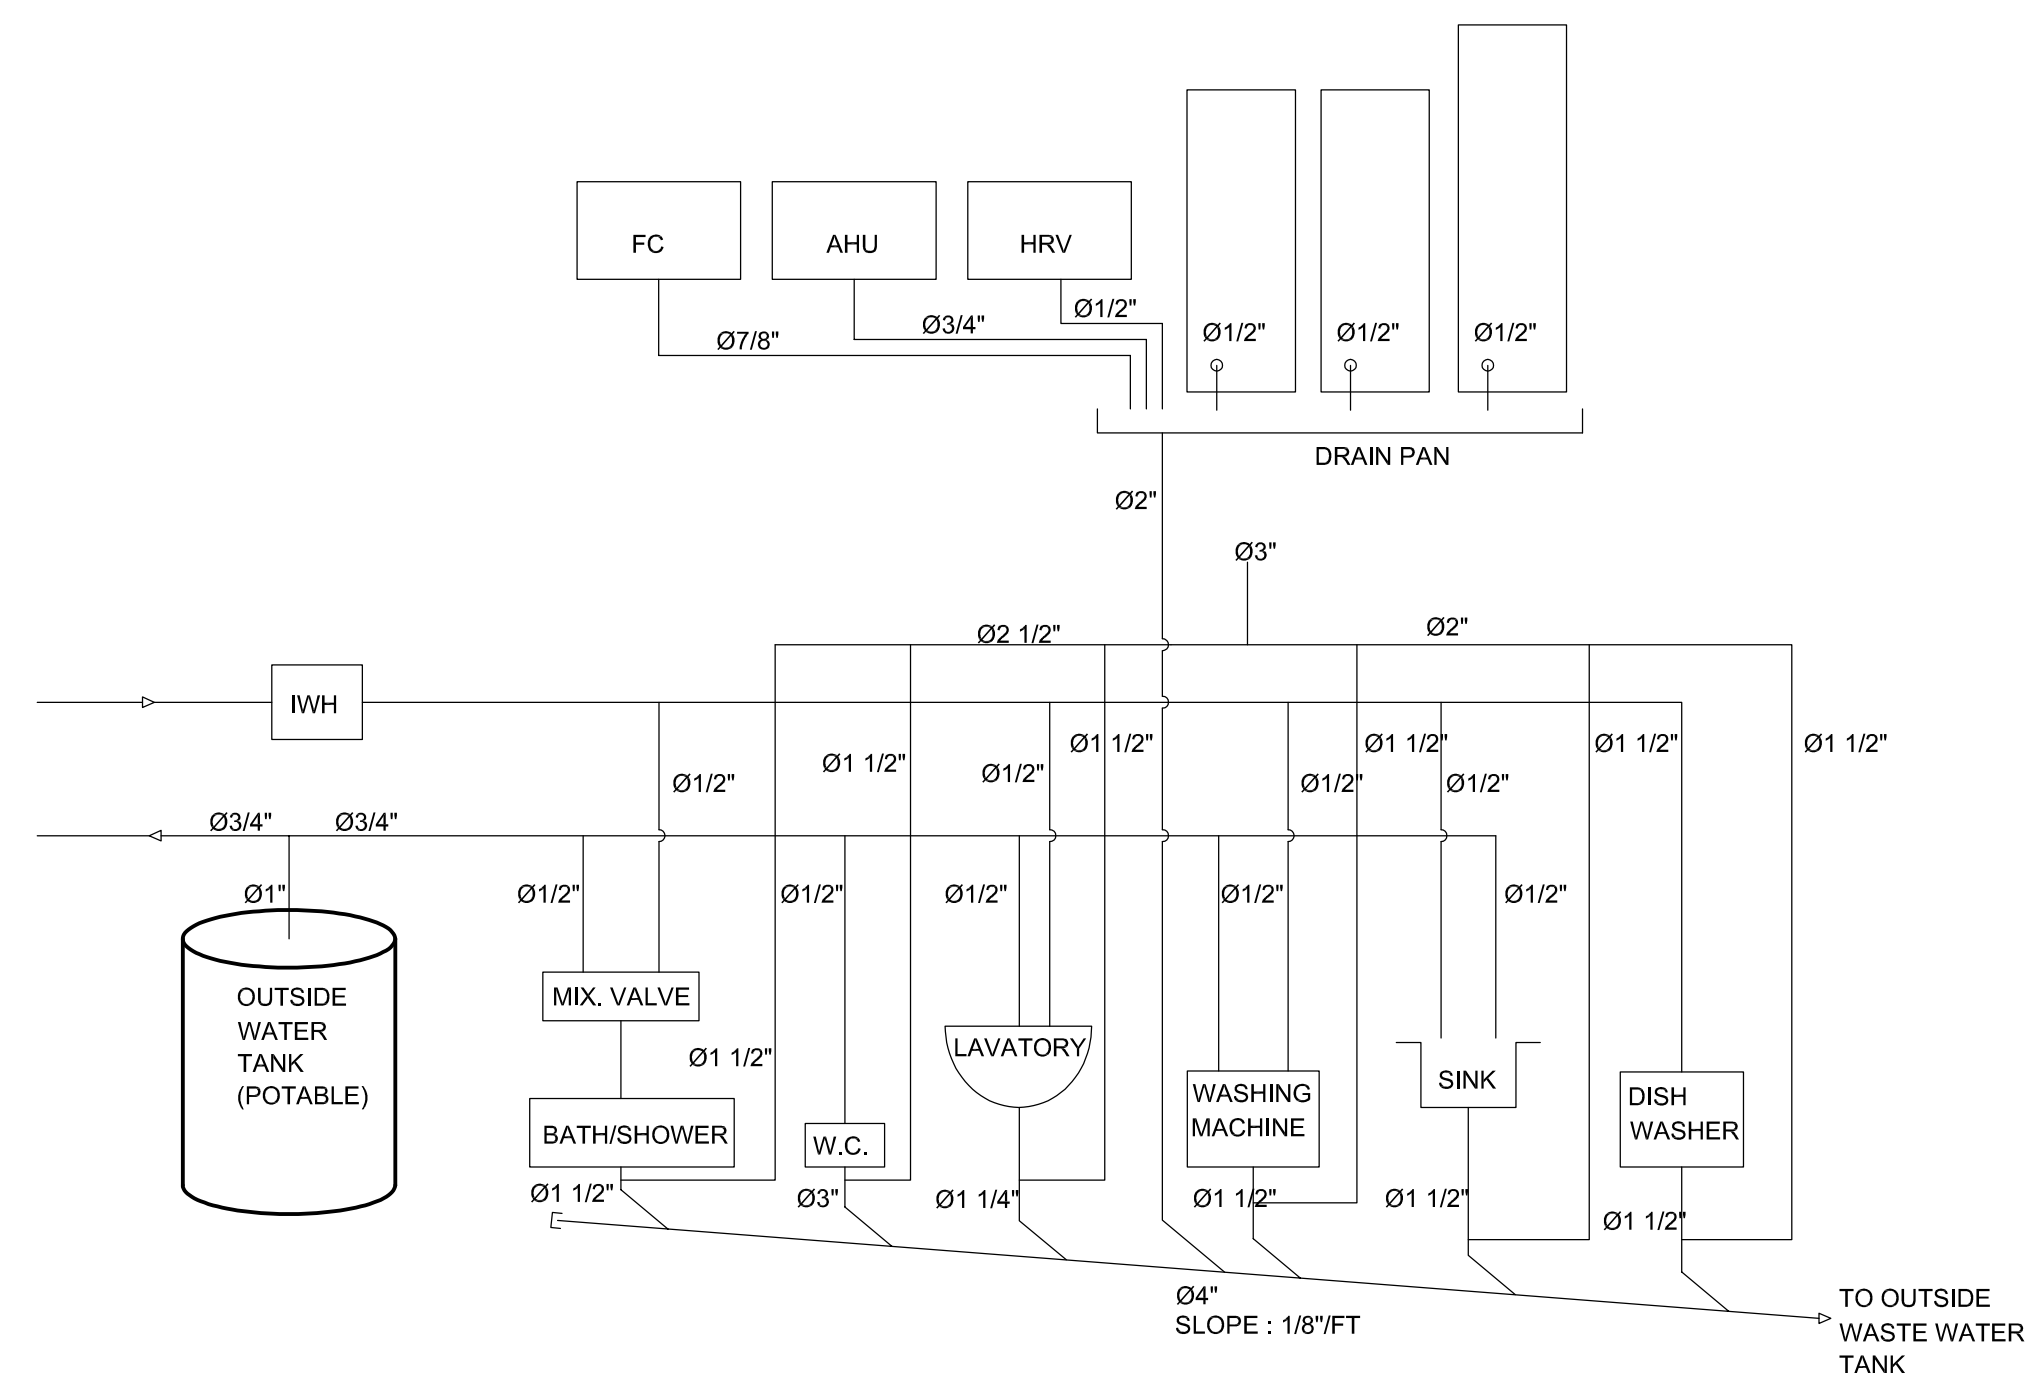 FC
AHU
HRV
Ø1/2"
Ø3/4"
Ø7/8"
Ø1/2"
Ø1/2"
Ø1/2"
DRAIN PAN
Ø2"
Ø3"
Ø2 1/2"
Ø2"
IWH
Ø1 1/2"
Ø1 1/2"
Ø1 1/2"
Ø1 1/2"
Ø1 1/2"
Ø1/2"
Ø1/2"
Ø1/2"
Ø1/2"
Ø3/4"
Ø3/4"
Ø1"
Ø1/2"
Ø1/2"
Ø1/2"
Ø1/2"
Ø1/2"
OUTSIDE
WATER
TANK
(POTABLE)
MIX. VALVE
Ø1 1/2"
LAVATORY
WASHING
MACHINE
SINK
DISH
WASHER
BATH/SHOWER
W.C.
Ø1 1/2"
Ø3"
Ø1 1/4"
Ø1 1/2"
Ø1 1/2"
Ø1 1/2"
Ø4"
SLOPE : 1/8"/FT
TO OUTSIDE
WASTE WATER
TANK